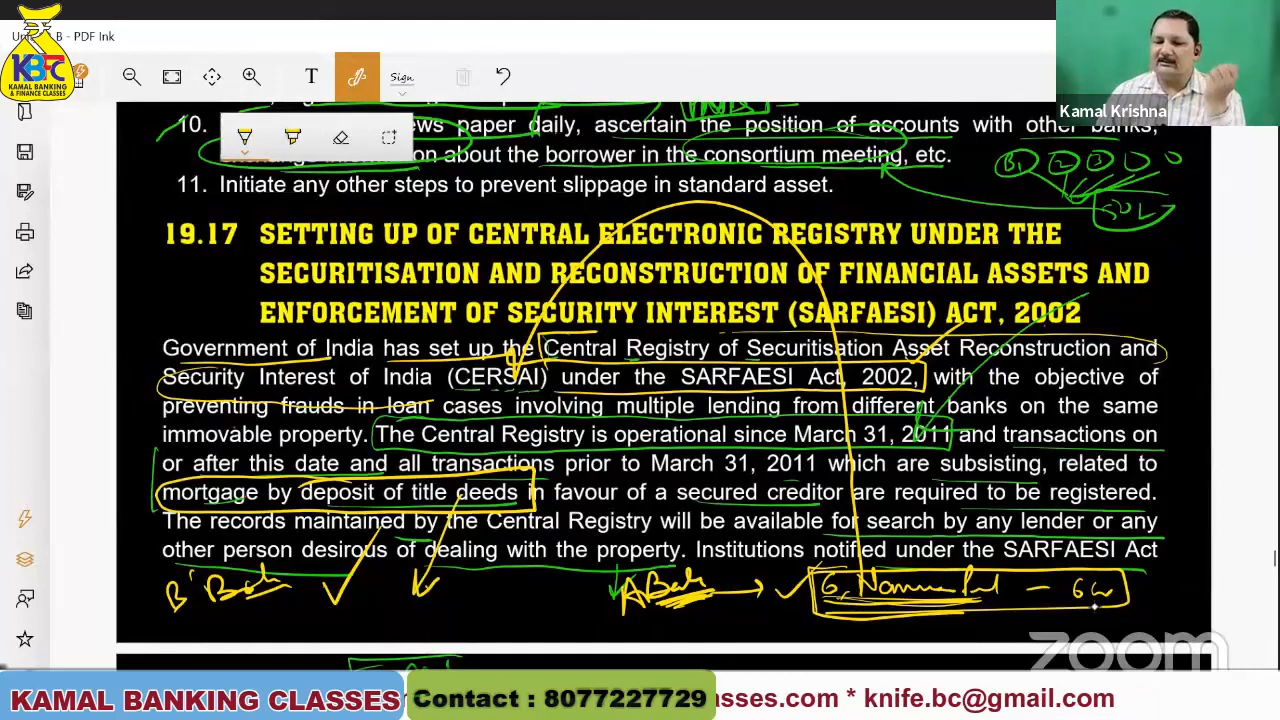 B - PDF Ink
KBC
KAMAL BANKING
& FINANCE CLASSES
T
Sign
Kamal Krishna
10. ews paper daily, ascertain the position of accounts with other banks,
about the borrower in the consortium meeting, etc.
11. Initiate any other steps to prevent slippage in standard asset.
19.17 SETTING UP OF CENTRAL ELECTRONIC REGISTRY UNDER THE
SECURITISATION AND RECONSTRUCTION OF FINANCIAL ASSETS AND
ENFORCEMENT OF SECURITY INTEREST (SARFAESI) ACT, 2002
Government of India has set up the Central Registry of Securitisation Asset Reconstruction and
Security Interest of India (CERSAI) under the SARFAESI Act, 2002, with the objective of
preventing frauds in loan cases involving multiple lending from different banks on the same
immovable property. The Central Registry is operational since March 31, 2011 and transactions on
or after this date and all transactions prior to March 31, 2011 which are subsisting, related to
mortgage by deposit of title deeds in favour of a secured creditor are required to be registered.
The records maintained by the Central Registry will be available for search by any lender or any
other person desirous of dealing with the property. Institutions notified under the SARFAESI Act
zoom
KAMAL BANKING CLASSES Contact : 8077227729 classes.com * knife.bc@gmail.com